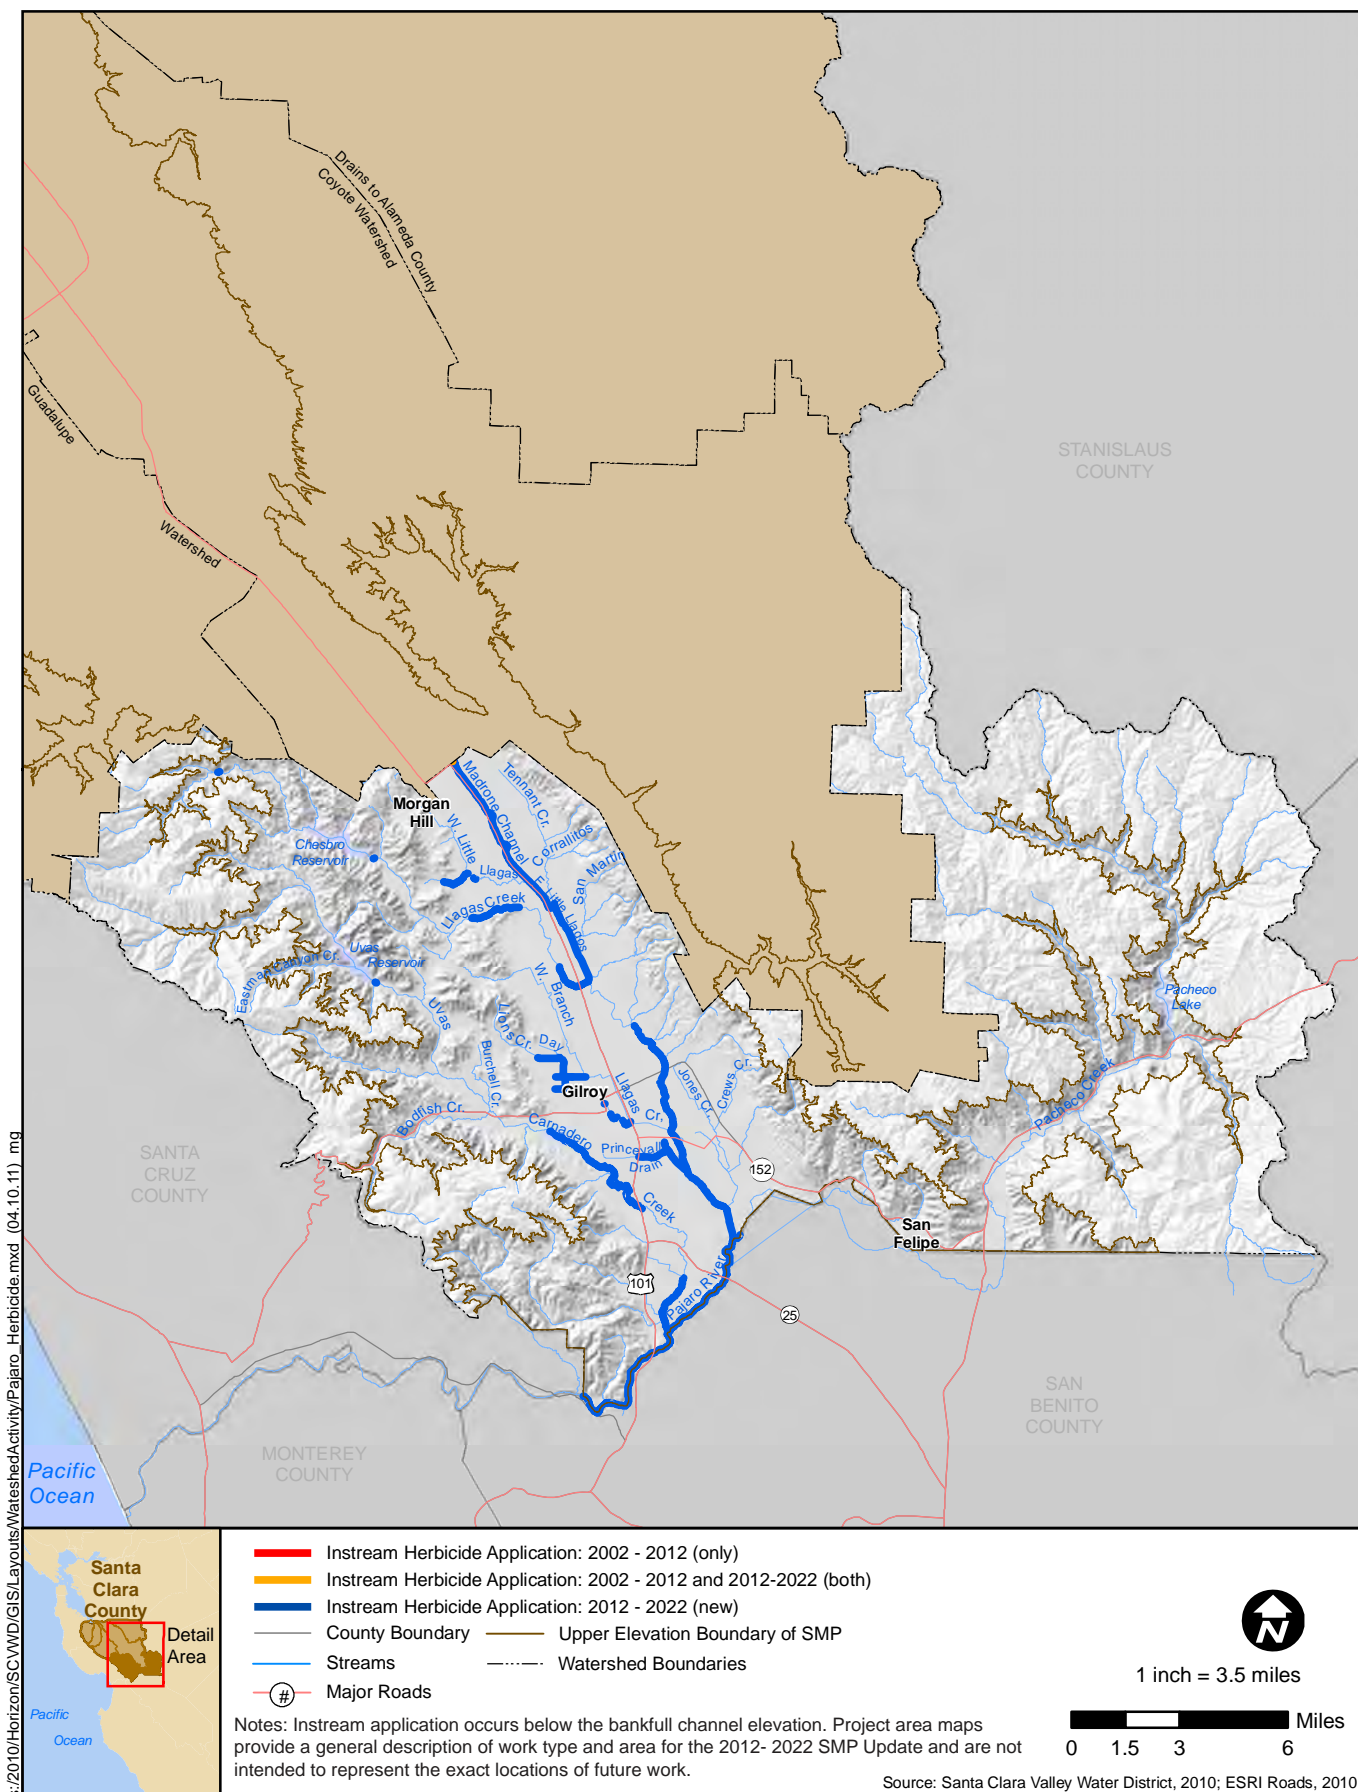 Drains to Alameda County
Coyote Watershed
Guadalupe
Watershed
STANISLAUS
COUNTY
Morgan
Hill
Madrone Channel
Tennant Cr.
Corrallitos
San
Martin
W. Little
Llagas
E. Little Llagos
Chesbro
Reservoir
Llagas Creek
Uvas
Reservoir
Eastman Canyon Cr.
Uvas
W.
Branch
Lions Cr.
Day
Burchell Cr.
Gilroy
Llagas Cr.
Jones Cr.
Crews Cr.
Pacheco
Lake
Pacheco Creek
Bodfish Cr.
Carnadero
Creek
Princevalle
Drain
152
SANTA
CRUZ
COUNTY
San
Felipe
101
Pajaro River
25
SAN
BENITO
COUNTY
MONTEREY
COUNTY
Pacific
Ocean
:/2010/Horizon/SCVWD/GIS/Layouts/WateshedActivity/Pajaro_Herbicide.mxd (04.10.11) mg
Santa
Clara
County
Detail
Area
Pacific
Ocean
Instream Herbicide Application: 2002 - 2012 (only)
Instream Herbicide Application: 2002 - 2012 and 2012-2022 (both)
Instream Herbicide Application: 2012 - 2022 (new)
County Boundary
Upper Elevation Boundary of SMP
Streams
Watershed Boundaries
# Major Roads
Notes: Instream application occurs below the bankfull channel elevation. Project area maps
provide a general description of work type and area for the 2012- 2022 SMP Update and are not
intended to represent the exact locations of future work.
N
1 inch = 3.5 miles
Miles
0 1.5 3 6
Source: Santa Clara Valley Water District, 2010; ESRI Roads, 2010